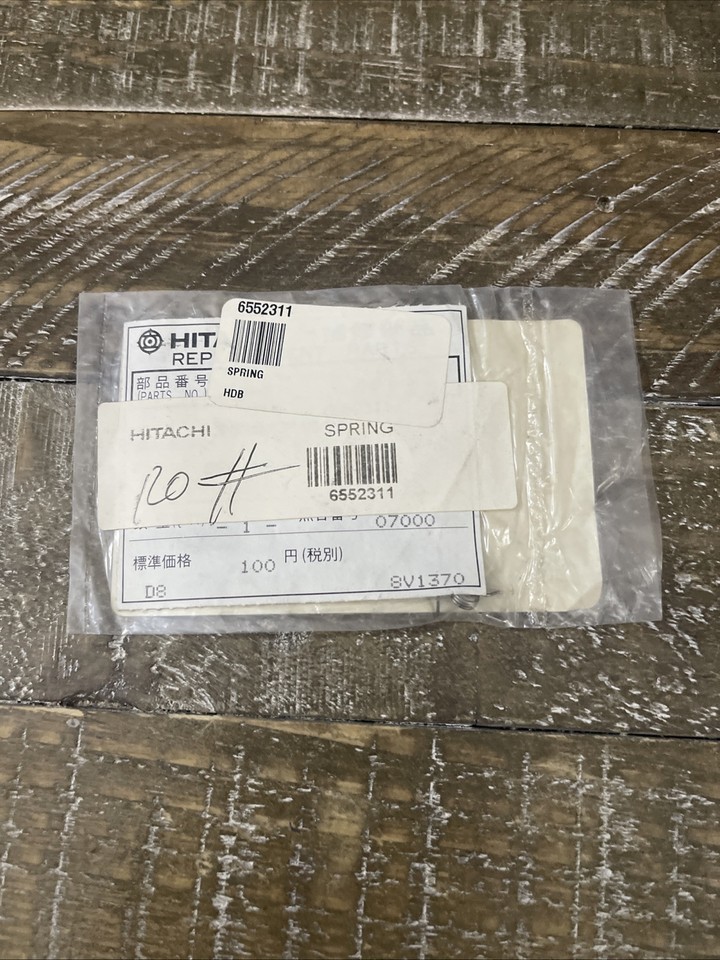 6552311
SPRING
HDB
HIT
REP
部品番号
(PARTS NO.)
HITACHI
SPRING
6552311
- 1 -
07000
標準価格 100 円(税別)
D8 8V1370